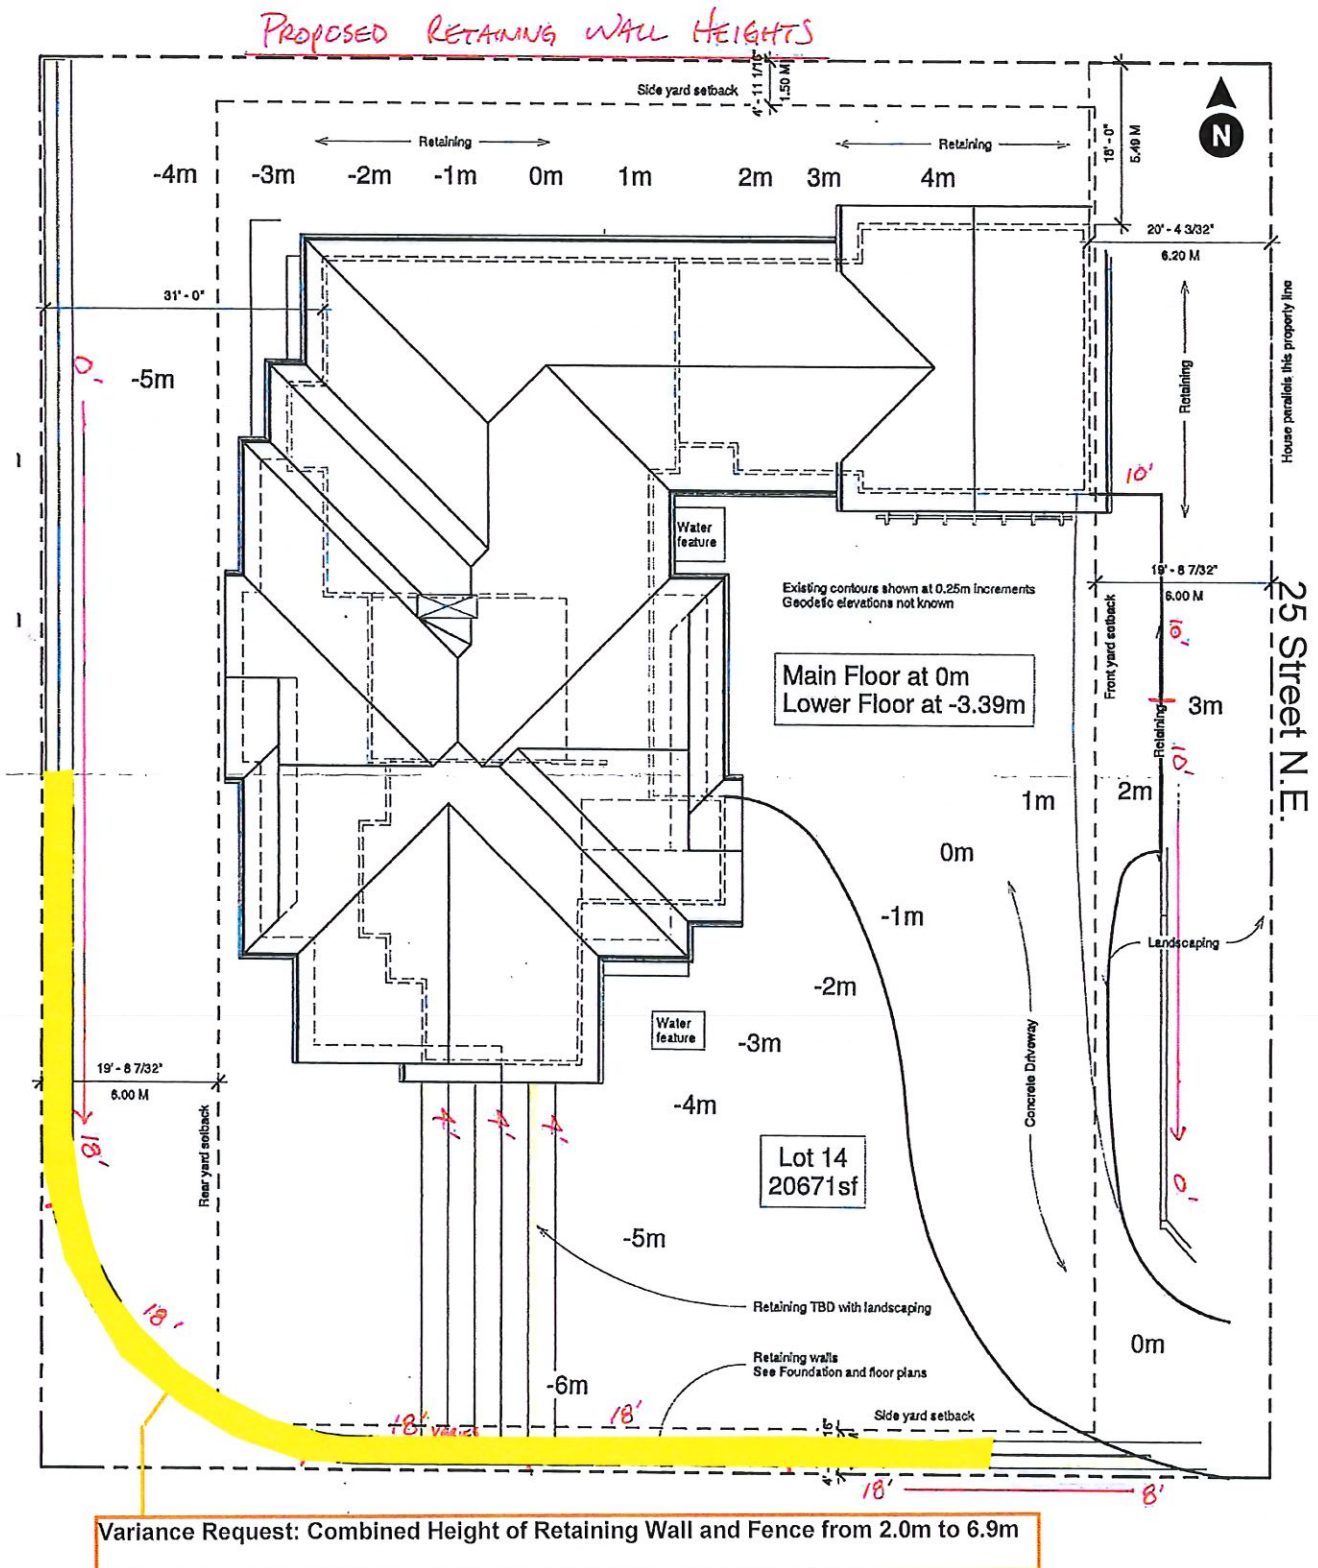 PROPOSED RETAINING WALL HEIGHTS
Side yard setback
4'- 11 1/16"
1.50 M
18' - 0"
5.49 M
N
Retaining
Retaining
-4m -3m -2m -1m 0m 1m 2m 3m 4m
20' - 4 3/32"
6.20 M
31' - 0"
House parallels this property line
Retaining
0'
-5m
10'
Water
feature
Existing contours shown at 0.25m increments
Geodetic elevations not known
19' - 8 7/32"
6.00 M
25 Street N.E.
Front yard setback
10'
Main Floor at 0m
Lower Floor at -3.39m
Retaining
3m
10'
1m
2m
0m
-1m
Landscaping
-2m
Water
feature
-3m
Concrete Driveway
19' - 8 7/32"
6.00 M
-4m
4' 4' 4'
18'
Rear yard setback
Lot 14
20671sf
0'
-5m
Retaining TBD with landscaping
18'
0m
Retaining walls
See Foundation and floor plans
-6m
18' VARIES
18'
Side yard setback
18'
8'
Variance Request: Combined Height of Retaining Wall and Fence from 2.0m to 6.9m